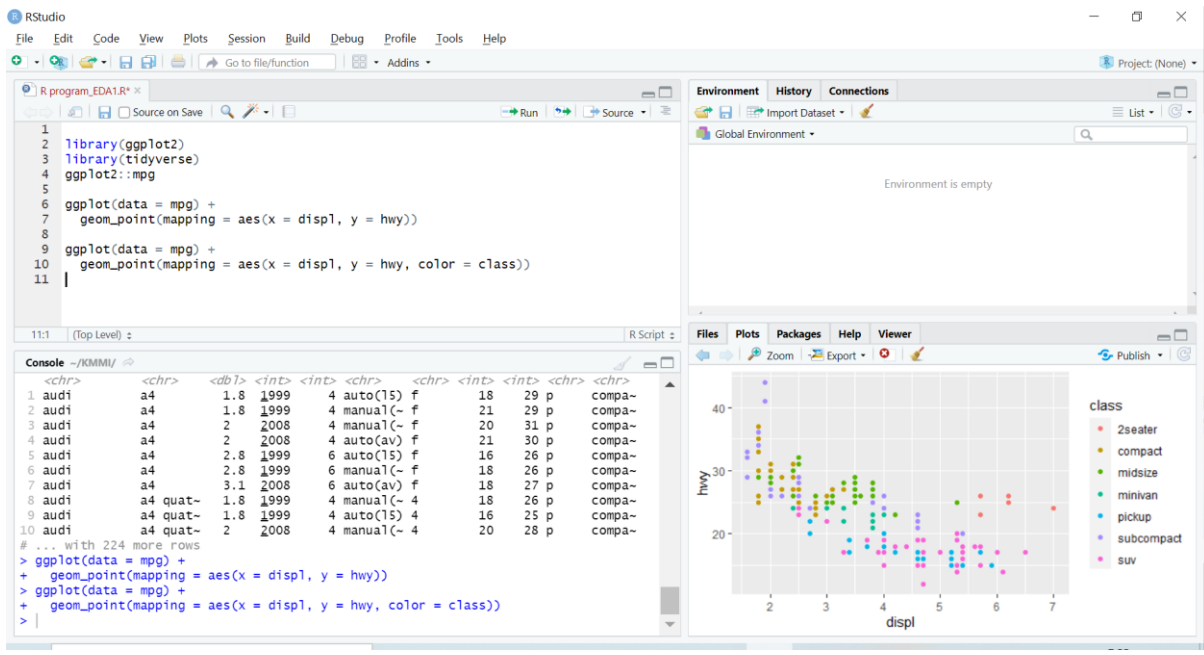 RStudio
File Edit Code View Plots Session Build Debug Profile Tools Help
Go to file/function Addins Project: (None)
R program_EDA1.R*
Source on Save Run Source
1
2 library(ggplot2)
3 library(tidyverse)
4 ggplot2::mpg
5
6 ggplot(data = mpg) +
7 geom_point(mapping = aes(x = displ, y = hwy))
8
9 ggplot(data = mpg) +
10 geom_point(mapping = aes(x = displ, y = hwy, color = class))
11
11:1 (Top Level) R Script
Console ~/KMMI/
<chr> <chr> <dbl> <int> <int> <chr> <chr> <int> <int> <chr> <chr>
1 audi a4 1.8 1999 4 auto(l5) f 18 29 p compa~
2 audi a4 1.8 1999 4 manual(~ f 21 29 p compa~
3 audi a4 2 2008 4 manual(~ f 20 31 p compa~
4 audi a4 2 2008 4 auto(av) f 21 30 p compa~
5 audi a4 2.8 1999 6 auto(l5) f 16 26 p compa~
6 audi a4 2.8 1999 6 manual(~ f 18 26 p compa~
7 audi a4 3.1 2008 6 auto(av) f 18 27 p compa~
8 audi a4 quat~ 1.8 1999 4 manual(~ 4 18 26 p compa~
9 audi a4 quat~ 1.8 1999 4 auto(l5) 4 16 25 p compa~
10 audi a4 quat~ 2 2008 4 manual(~ 4 20 28 p compa~
# ... with 224 more rows
> ggplot(data = mpg) +
+ geom_point(mapping = aes(x = displ, y = hwy))
> ggplot(data = mpg) +
+ geom_point(mapping = aes(x = displ, y = hwy, color = class))
>
Environment History Connections
Import Dataset List
Global Environment
Environment is empty
Files Plots Packages Help Viewer
Zoom Export Publish
40
30
20
hwy
2 3 4 5 6 7
displ
class
2seater
compact
midsize
minivan
pickup
subcompact
suv